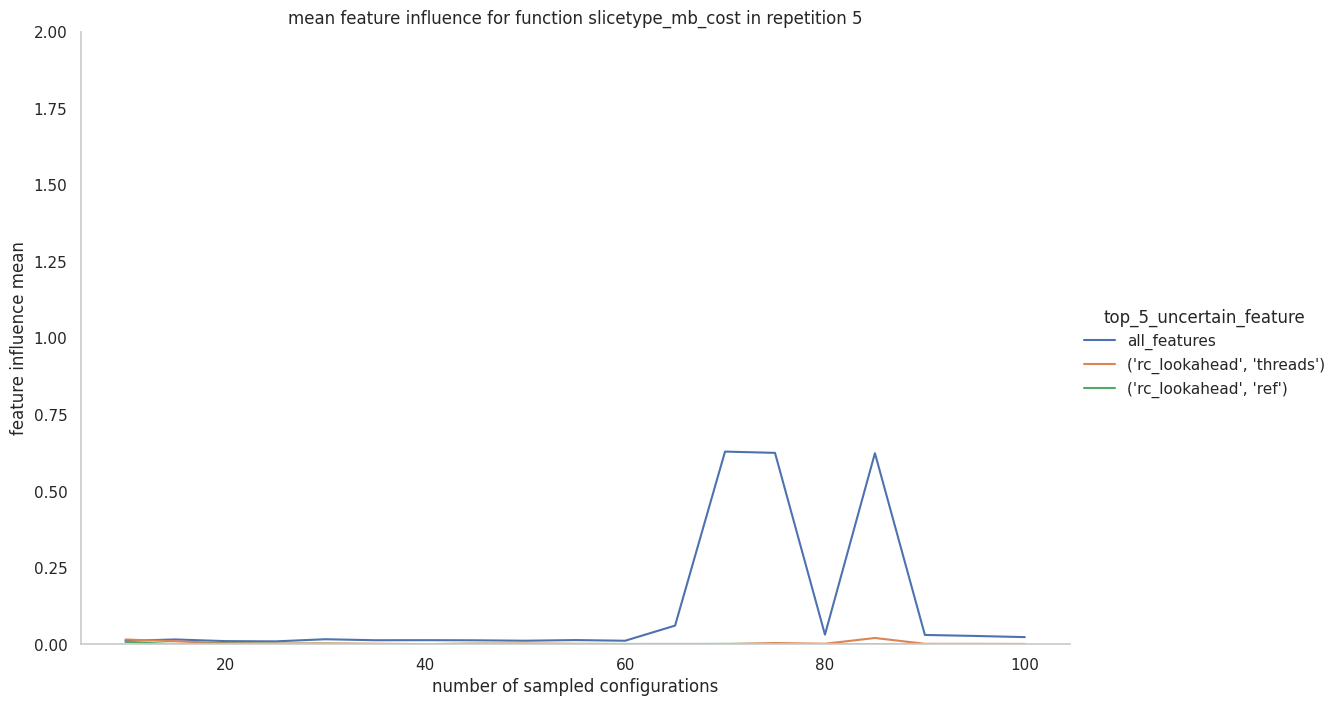 mean feature influence for function slicetype_mb_cost in repetition 5
2.00
1.75
1.50
1.25
1.00
0.75
0.50
0.25
0.00
feature influence mean
20
40
60
80
100
number of sampled configurations
top_5_uncertain_feature
all_features
('rc_lookahead', 'threads')
('rc_lookahead', 'ref')